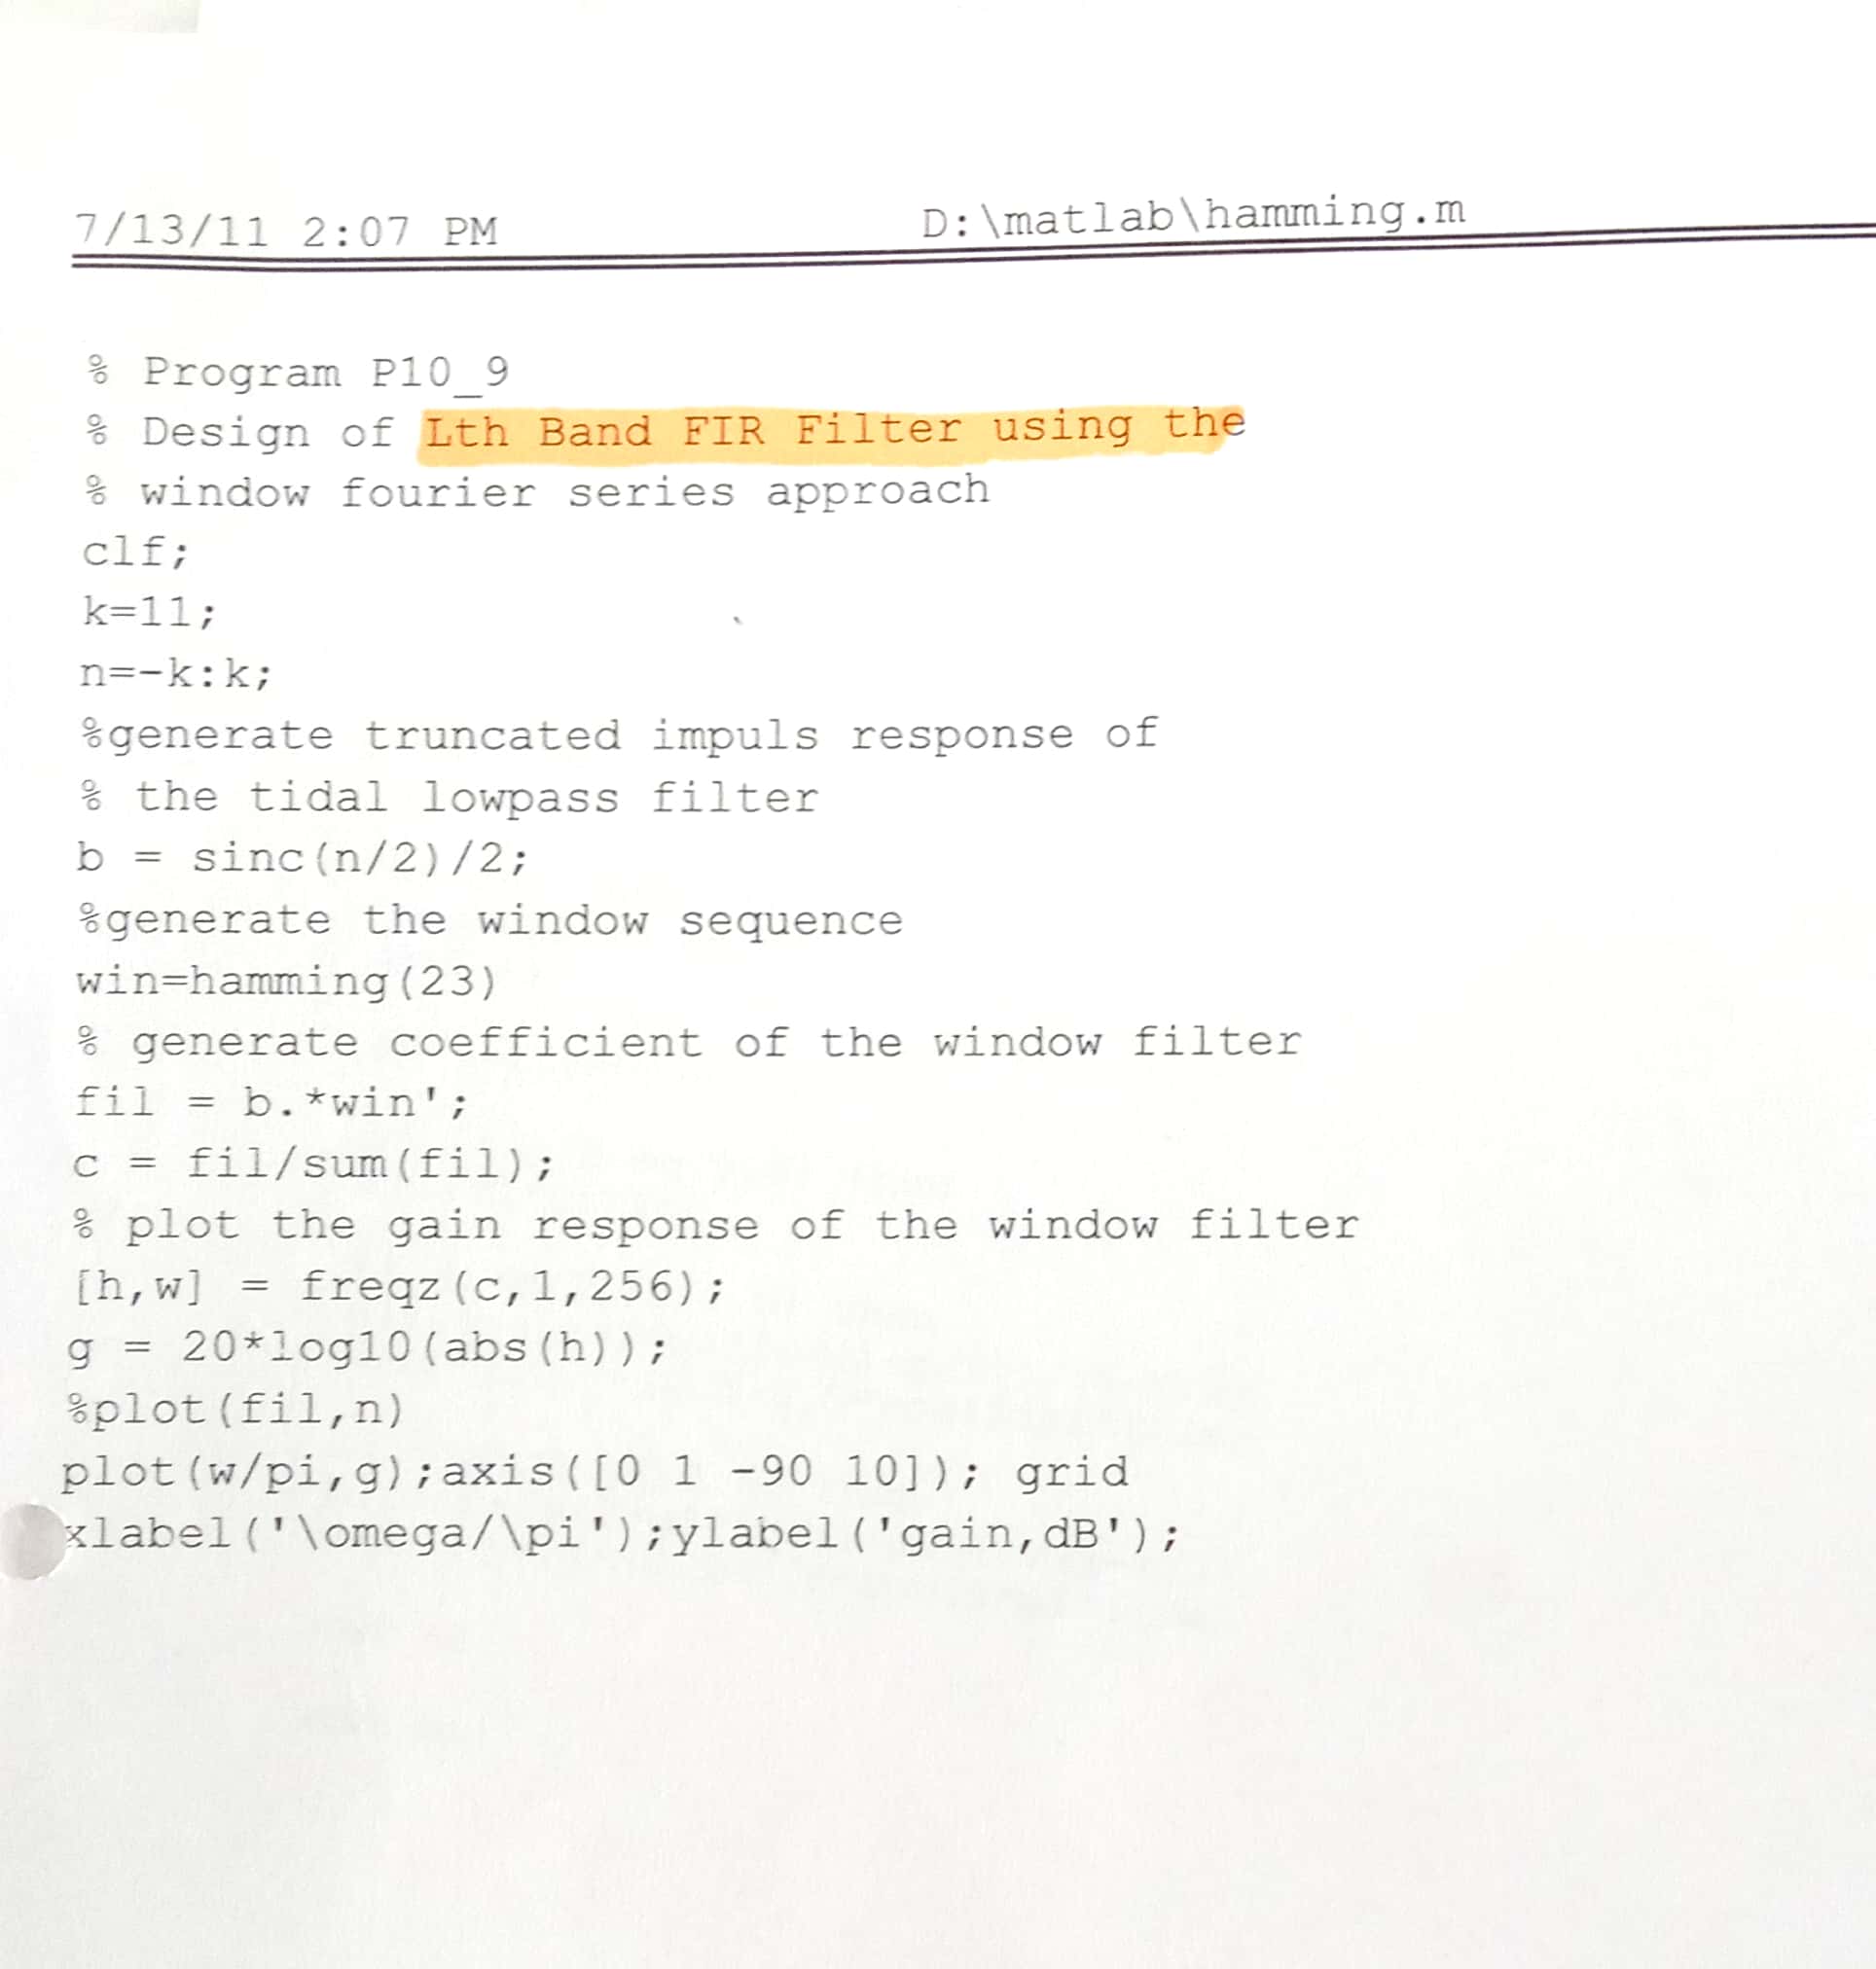 7/13/11 2:07 PM D:\matlab\hamming.m
% Program P10_9
% Design of Lth Band FIR Filter using the
% window fourier series approach
clf;
k=11;
n=-k:k;
%generate truncated impuls response of
% the tidal lowpass filter
b = sinc(n/2)/2;
%generate the window sequence
win=hamming(23)
% generate coefficient of the window filter
fil = b.*win';
c = fil/sum(fil);
% plot the gain response of the window filter
[h,w] = freqz(c,1,256);
g = 20*log10(abs(h));
%plot(fil,n)
plot(w/pi,g);axis([0 1 -90 10]); grid
xlabel('\omega/\pi');ylabel('gain,dB');